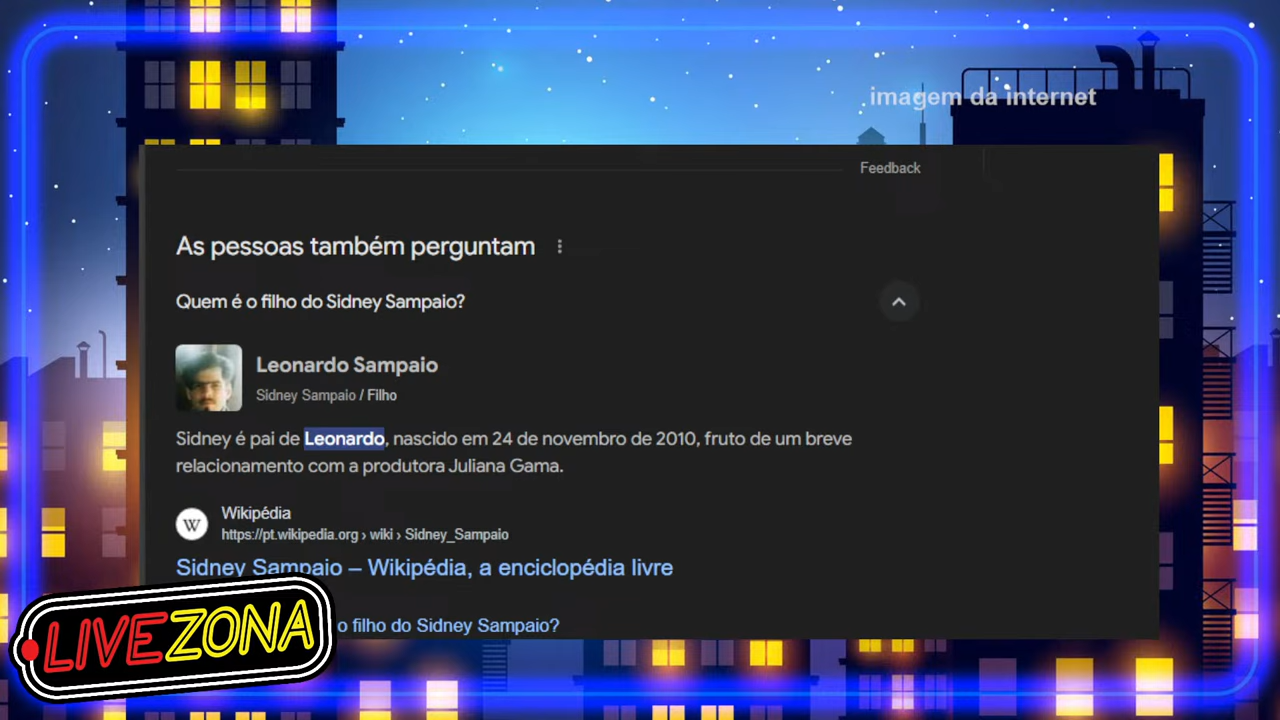 imagem da internet
Feedback
As pessoas também perguntam
Quem é o filho do Sidney Sampaio?
Leonardo Sampaio
Sidney Sampaio / Filho
Sidney é pai de Leonardo, nascido em 24 de novembro de 2010, fruto de um breve
relacionamento com a produtora Juliana Gama.
W
Wikipédia
https://pt.wikipedia.org › wiki › Sidney_Sampaio
Sidney Sampaio – Wikipédia, a enciclopédia livre
o filho do Sidney Sampaio?
LIVEZONA